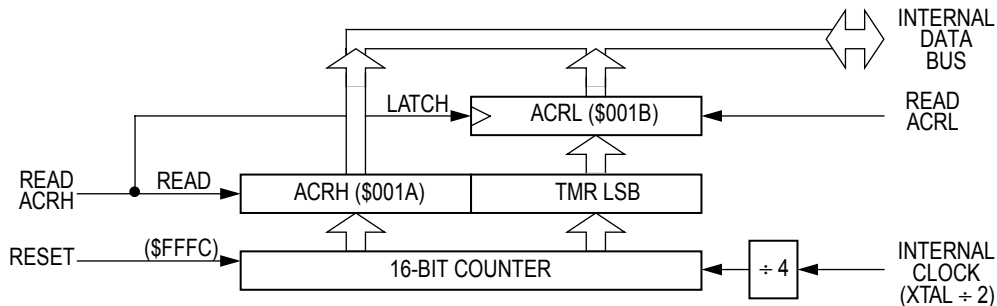 INTERNAL
DATA
BUS
LATCH
ACRL ($001B)
READ
ACRL
READ
ACRH
READ
ACRH ($001A)
TMR LSB
RESET
($FFFC)
16-BIT COUNTER
÷ 4
INTERNAL
CLOCK
(XTAL ÷ 2)